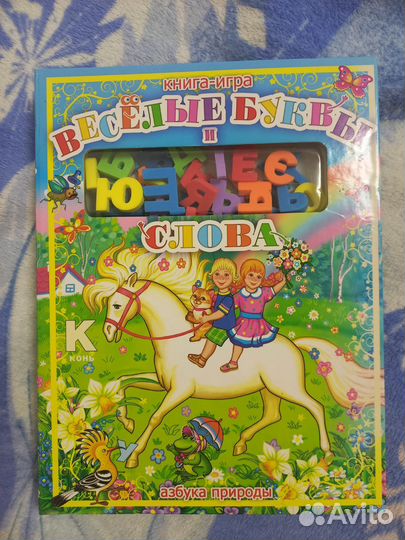 книга-игра
ВЕСЁЛЫЕ БУКВЫ
и
СЛОВА
К
конь
азбука природы
Avito